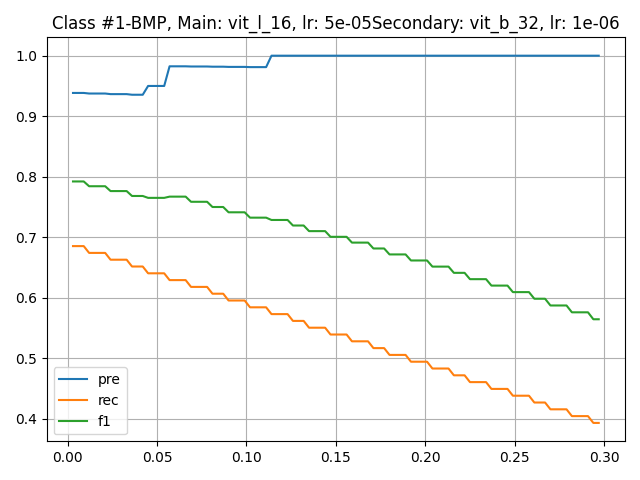 Class #1-BMP, Main: vit_l_16, lr: 5e-05Secondary: vit_b_32, lr: 1e-06
1.0
0.9
0.8
0.7
0.6
0.5
0.4
pre
rec
f1
0.00 0.05 0.10 0.15 0.20 0.25 0.30